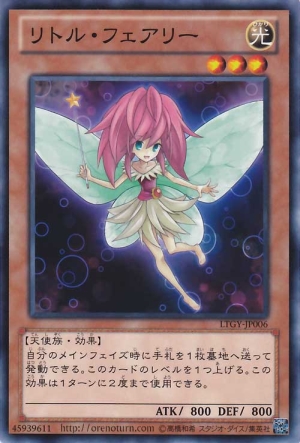 リトル・フェアリー
光
LTGY-JP006
【天使族・効果】
自分のメインフェイズ時に手札を1枚墓地へ送って
発動できる。このカードのレベルを1つ上げる。この
効果は1ターンに2度まで使用できる。
ATK/ 800 DEF/ 800
45939611 http://orenoturn.com ©高橋和希 スタジオ・ダイス/集英社